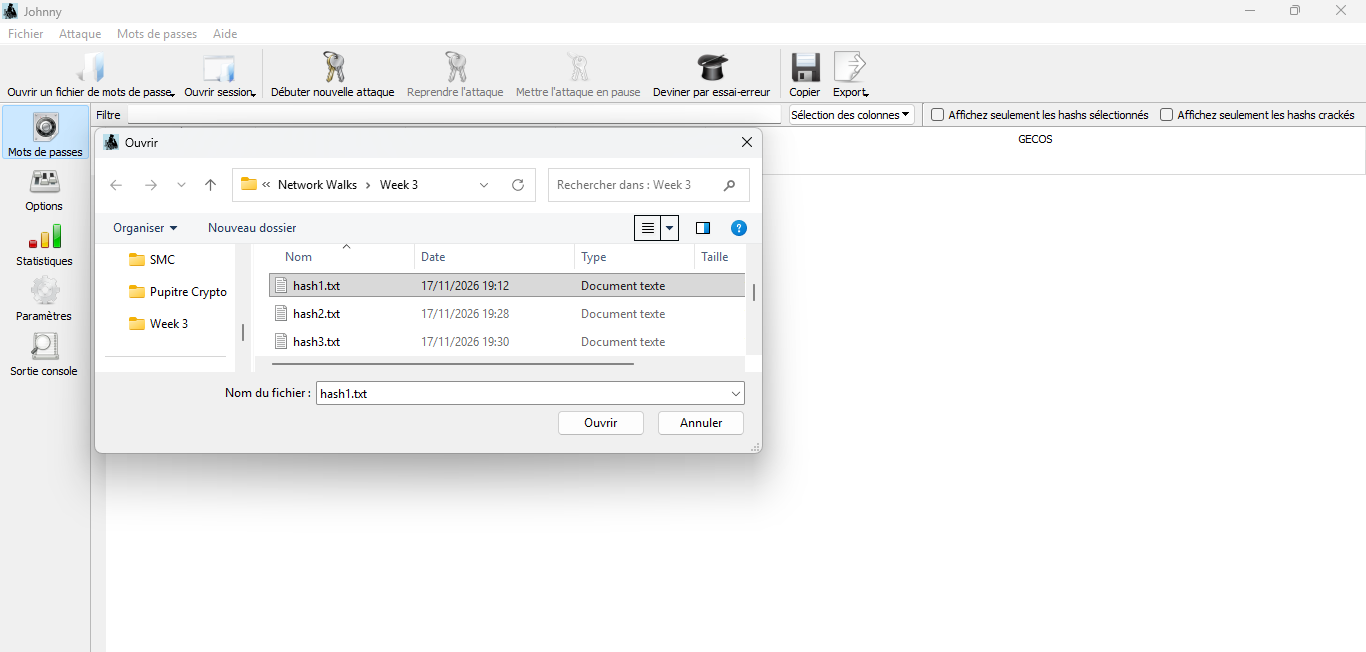 Johnny
Fichier Attaque Mots de passes Aide
Ouvrir un fichier de mots de passe Ouvrir session Débuter nouvelle attaque Reprendre l'attaque Mettre l'attaque en pause Deviner par essai-erreur Copier Export
Filtre Sélection des colonnes Affichez seulement les hashs sélectionnés Affichez seulement les hashs crackés
GECOS
Mots de passes
Options
Statistiques
Paramètres
Sortie console
Ouvrir
« Network Walks › Week 3 Rechercher dans : Week 3
Organiser Nouveau dossier ?
SMC
Pupitre Crypto
Week 3
Nom Date Type Taille
hash1.txt 17/11/2026 19:12 Document texte
hash2.txt 17/11/2026 19:28 Document texte
hash3.txt 17/11/2026 19:30 Document texte
Nom du fichier : hash1.txt
Ouvrir Annuler